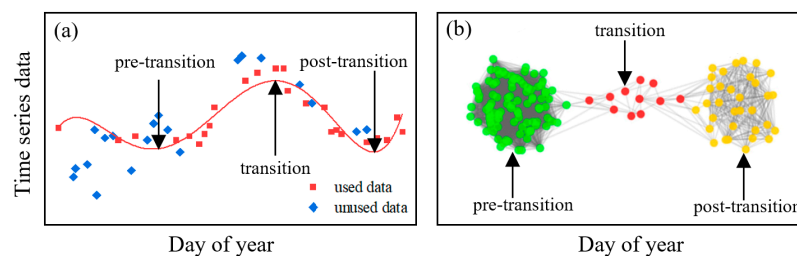 Time series data
(a)
pre-transition
post-transition
transition
used data
unused data
Day of year
(b)
transition
pre-transition
post-transition
Day of year